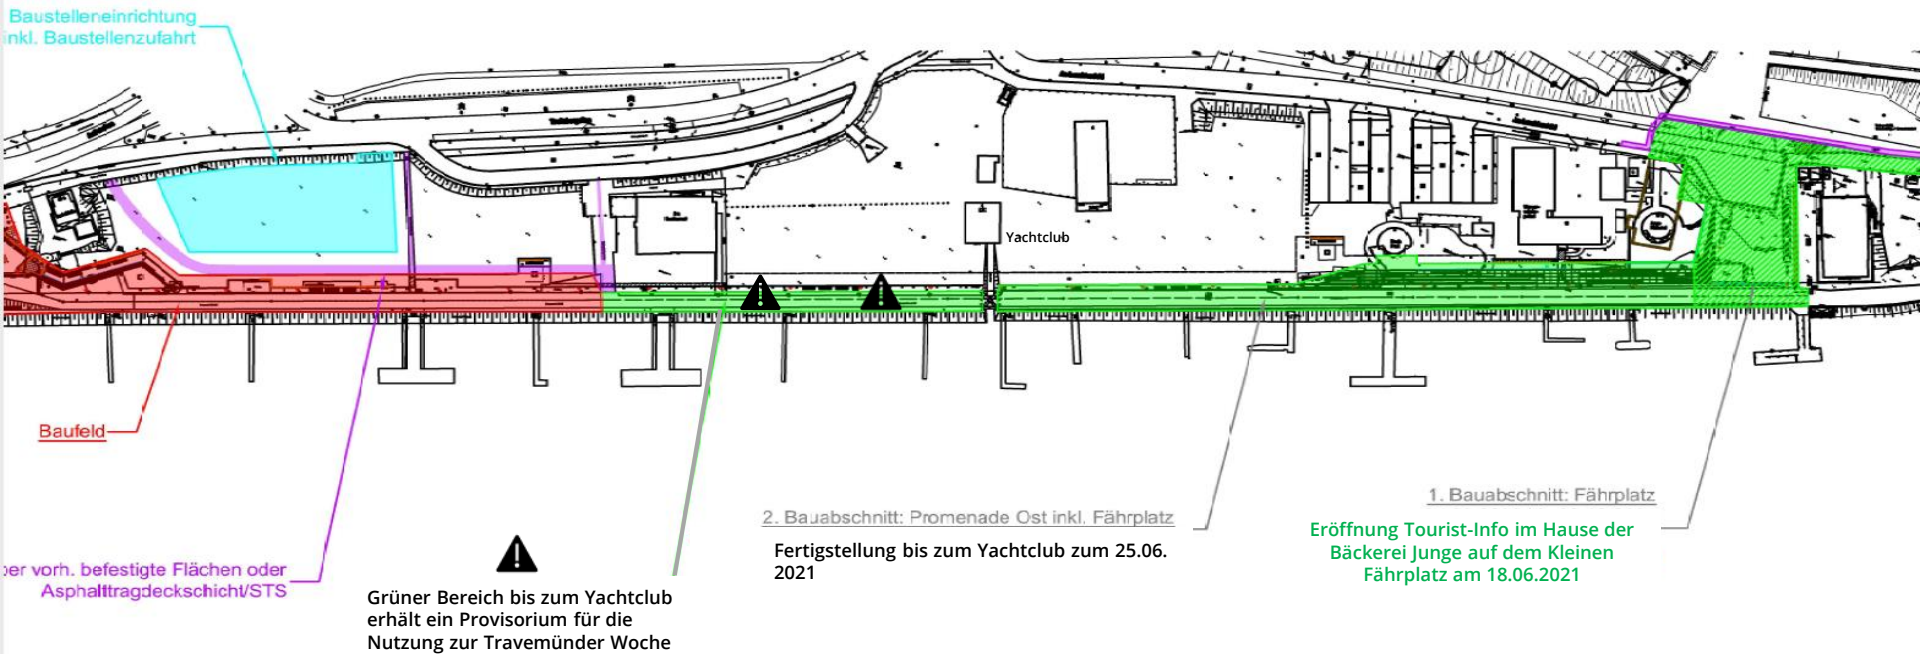 Baustelleneinrichtung
inkl. Baustellenzufahrt
Yachtclub
Baufeld
1. Bauabschnitt: Fährplatz
2. Bauabschnitt: Promenade Ost inkl. Fährplatz
Eröffnung Tourist-Info im Hause der
Bäckerei Junge auf dem Kleinen
Fährplatz am 18.06.2021
Fertigstellung bis zum Yachtclub zum 25.06.
2021
vorh. befestigte Flächen oder
Asphalttragdeckschicht/STS
Grüner Bereich bis zum Yachtclub
erhält ein Provisorium für die
Nutzung zur Travemünder Woche